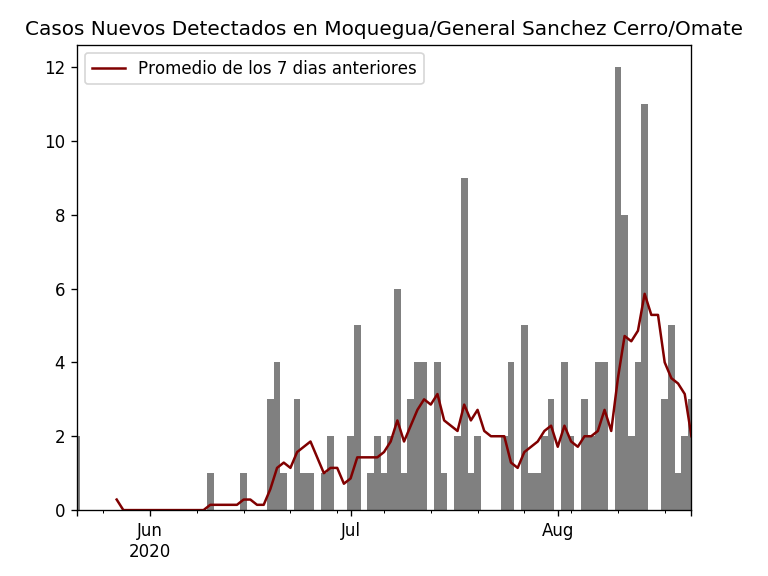 Casos Nuevos Detectados en Moquegua/General Sanchez Cerro/Omate
Promedio de los 7 dias anteriores
12
10
8
6
4
2
0
Jun
2020
Jul
Aug